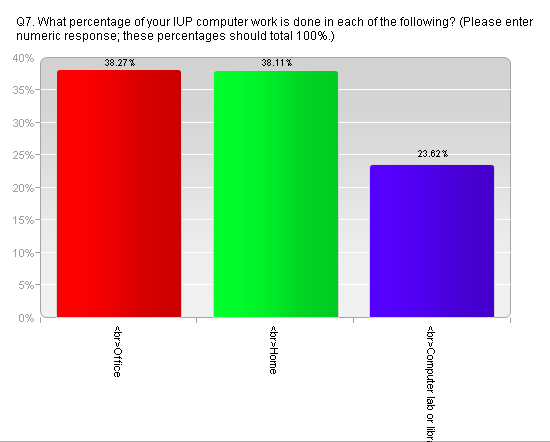 Q7. What percentage of your IUP computer work is done in each of the following? (Please enter
numeric response; these percentages should total 100%.)
40%
35%
30%
25%
20%
15%
10%
5%
0%
38.27%
38.11%
23.62%
<br>Office
<br>Home
<br>Computer lab or libra